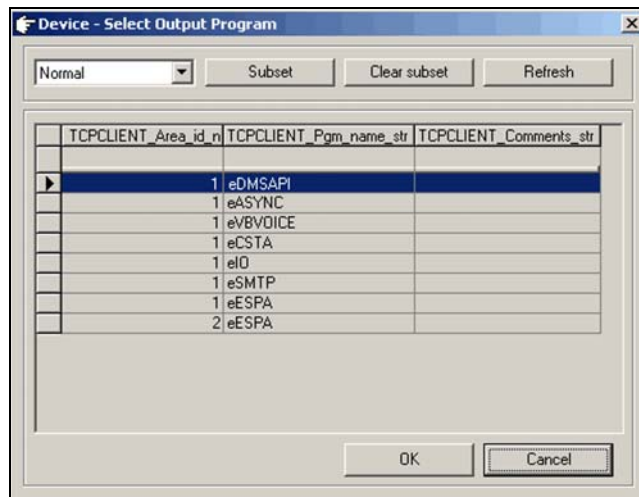 Device - Select Output Program
Normal Subset Clear subset Refresh
TCPCLIENT_Area_id_n TCPCLIENT_Pgm_name_str TCPCLIENT_Comments_str
1 eDMSAPI
1 eASYNC
1 eVBVOICE
1 eCSTA
1 eIO
1 eSMTP
1 eESPA
2 eESPA
OK Cancel